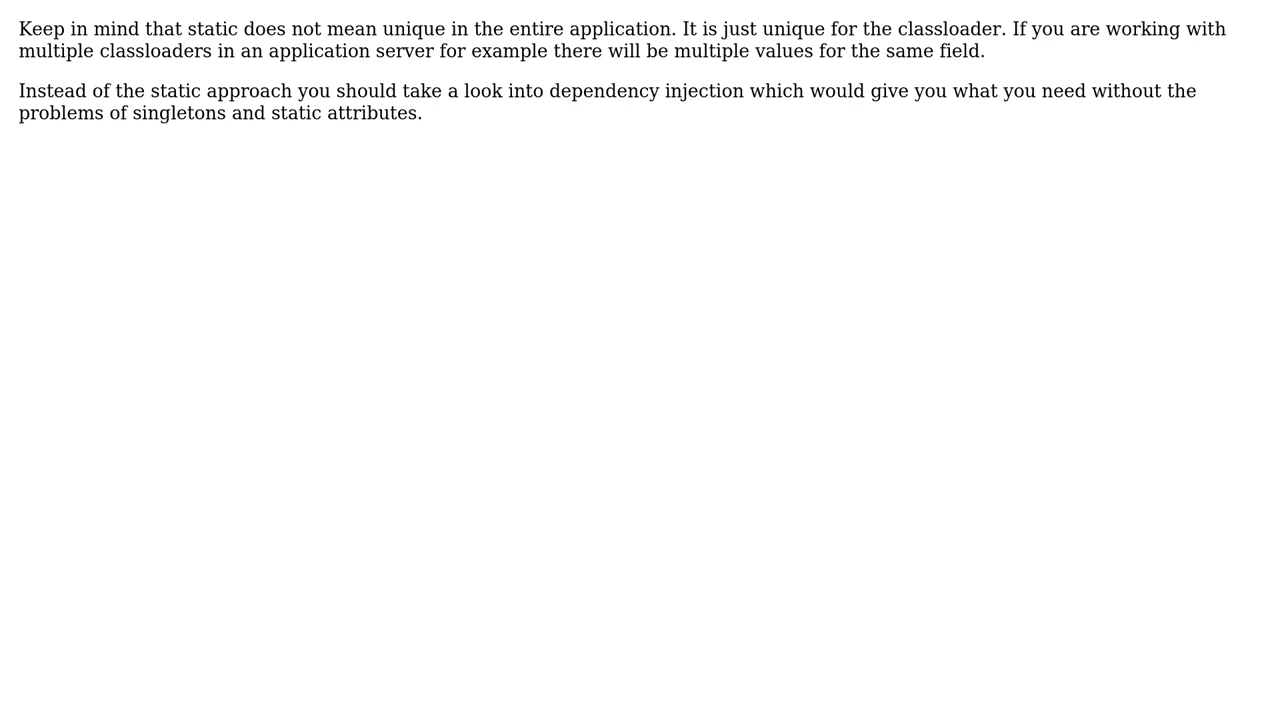 Keep in mind that static does not mean unique in the entire application. It is just unique for the classloader. If you are working with
multiple classloaders in an application server for example there will be multiple values for the same field.
Instead of the static approach you should take a look into dependency injection which would give you what you need without the
problems of singletons and static attributes.